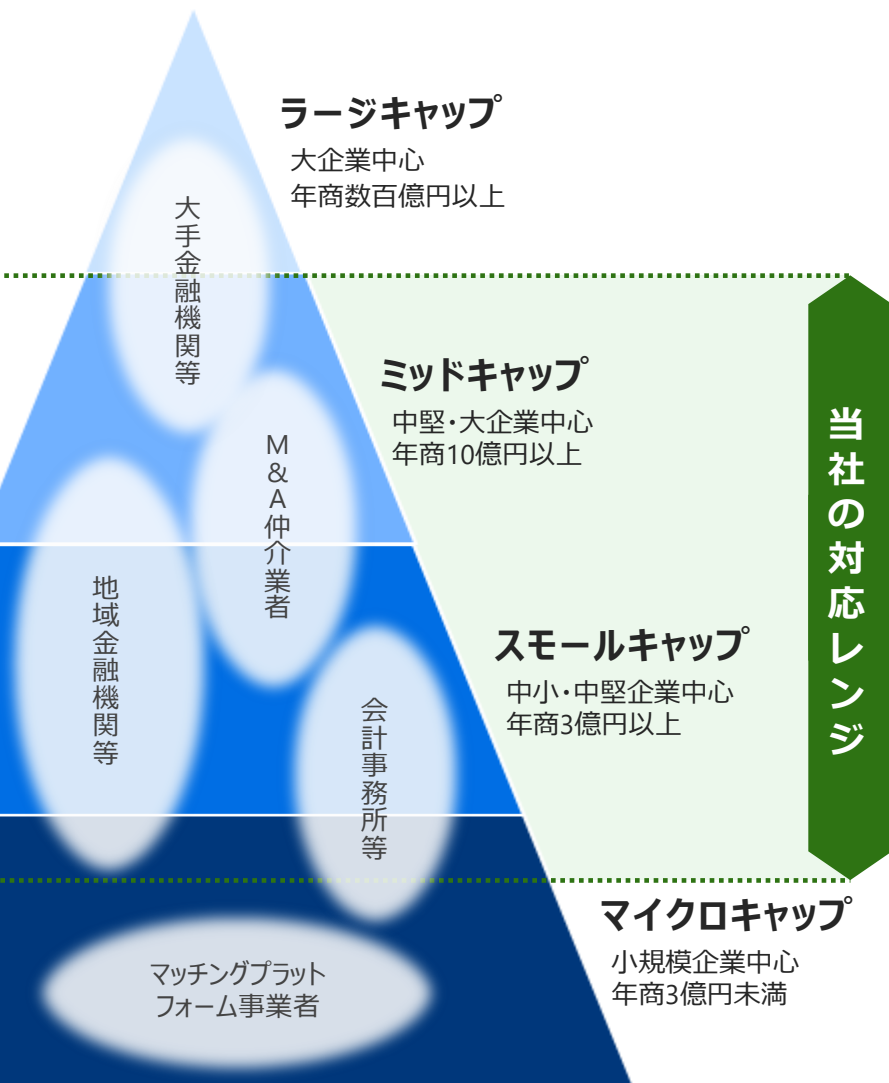 ラージキャップ
大企業中心
年商数百億円以上
大手金融機関等
ミッドキャップ
中堅・大企業中心
年商10億円以上
M&A仲介業者
当社の対応レンジ
地域金融機関等
スモールキャップ
中小・中堅企業中心
年商3億円以上
会計事務所等
マイクロキャップ
小規模企業中心
年商3億円未満
マッチングプラット
フォーム事業者